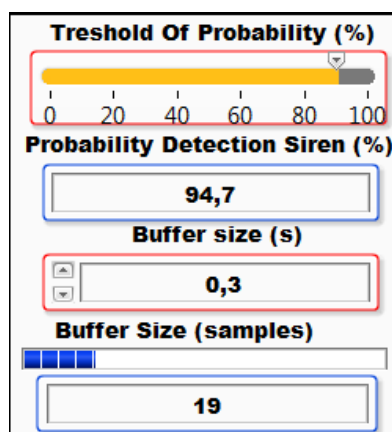 Treshold Of Probability (%)
0 20 40 60 80 100
Probability Detection Siren (%)
94,7
Buffer size (s)
0,3
Buffer Size (samples)
19